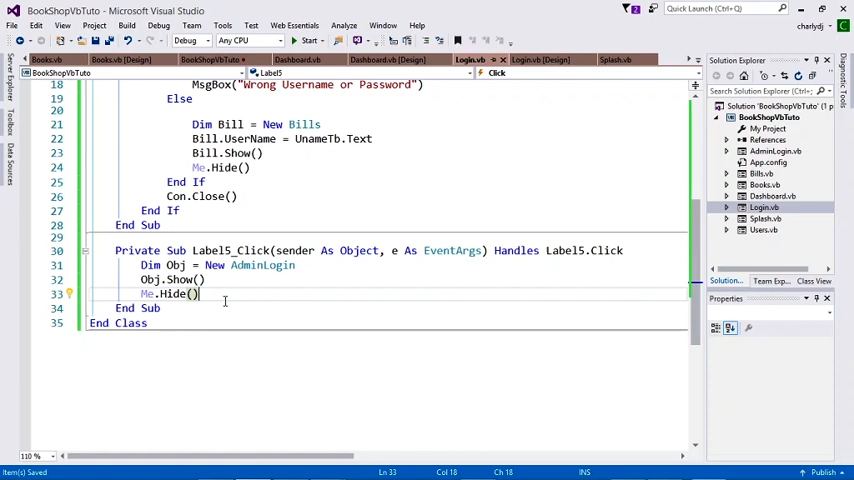 BookShopVbTuto - Microsoft Visual Studio
2
Quick Launch (Ctrl+Q)
File Edit View Project Build Debug Team Tools Test Web Essentials Analyze Window Help
charlydj
Debug Any CPU Start
Books.vb Books.vb [Design] BookShopVbTuto Dashboard.vb Dashboard.vb [Design] Login.vb Login.vb [Design] Splash.vb
BookShopVbTuto Label5 Click
18 MsgBox("Wrong Username or Password")
19 Else
20
21 Dim Bill = New Bills
22 Bill.UserName = UnameTb.Text
23 Bill.Show()
24 Me.Hide()
25 End If
26 Con.Close()
27 End If
28 End Sub
29
30 Private Sub Label5_Click(sender As Object, e As EventArgs) Handles Label5.Click
31 Dim Obj = New AdminLogin
32 Obj.Show()
33 Me.Hide()
34 End Sub
35 End Class
110 %
Server Explorer
Toolbox
Data Sources
Solution Explorer
Search Solution Explorer (Ctrl+;)
Solution 'BookShopVbTuto' (1 p
BookShopVbTuto
My Project
References
AdminLogin.vb
App.config
Bills.vb
Books.vb
Dashboard.vb
Login.vb
Splash.vb
Users.vb
Solution... Team Exp... Class View
Properties
Diagnostic Tools
Item(s) Saved Ln 33 Col 18 Ch 18 INS Publish